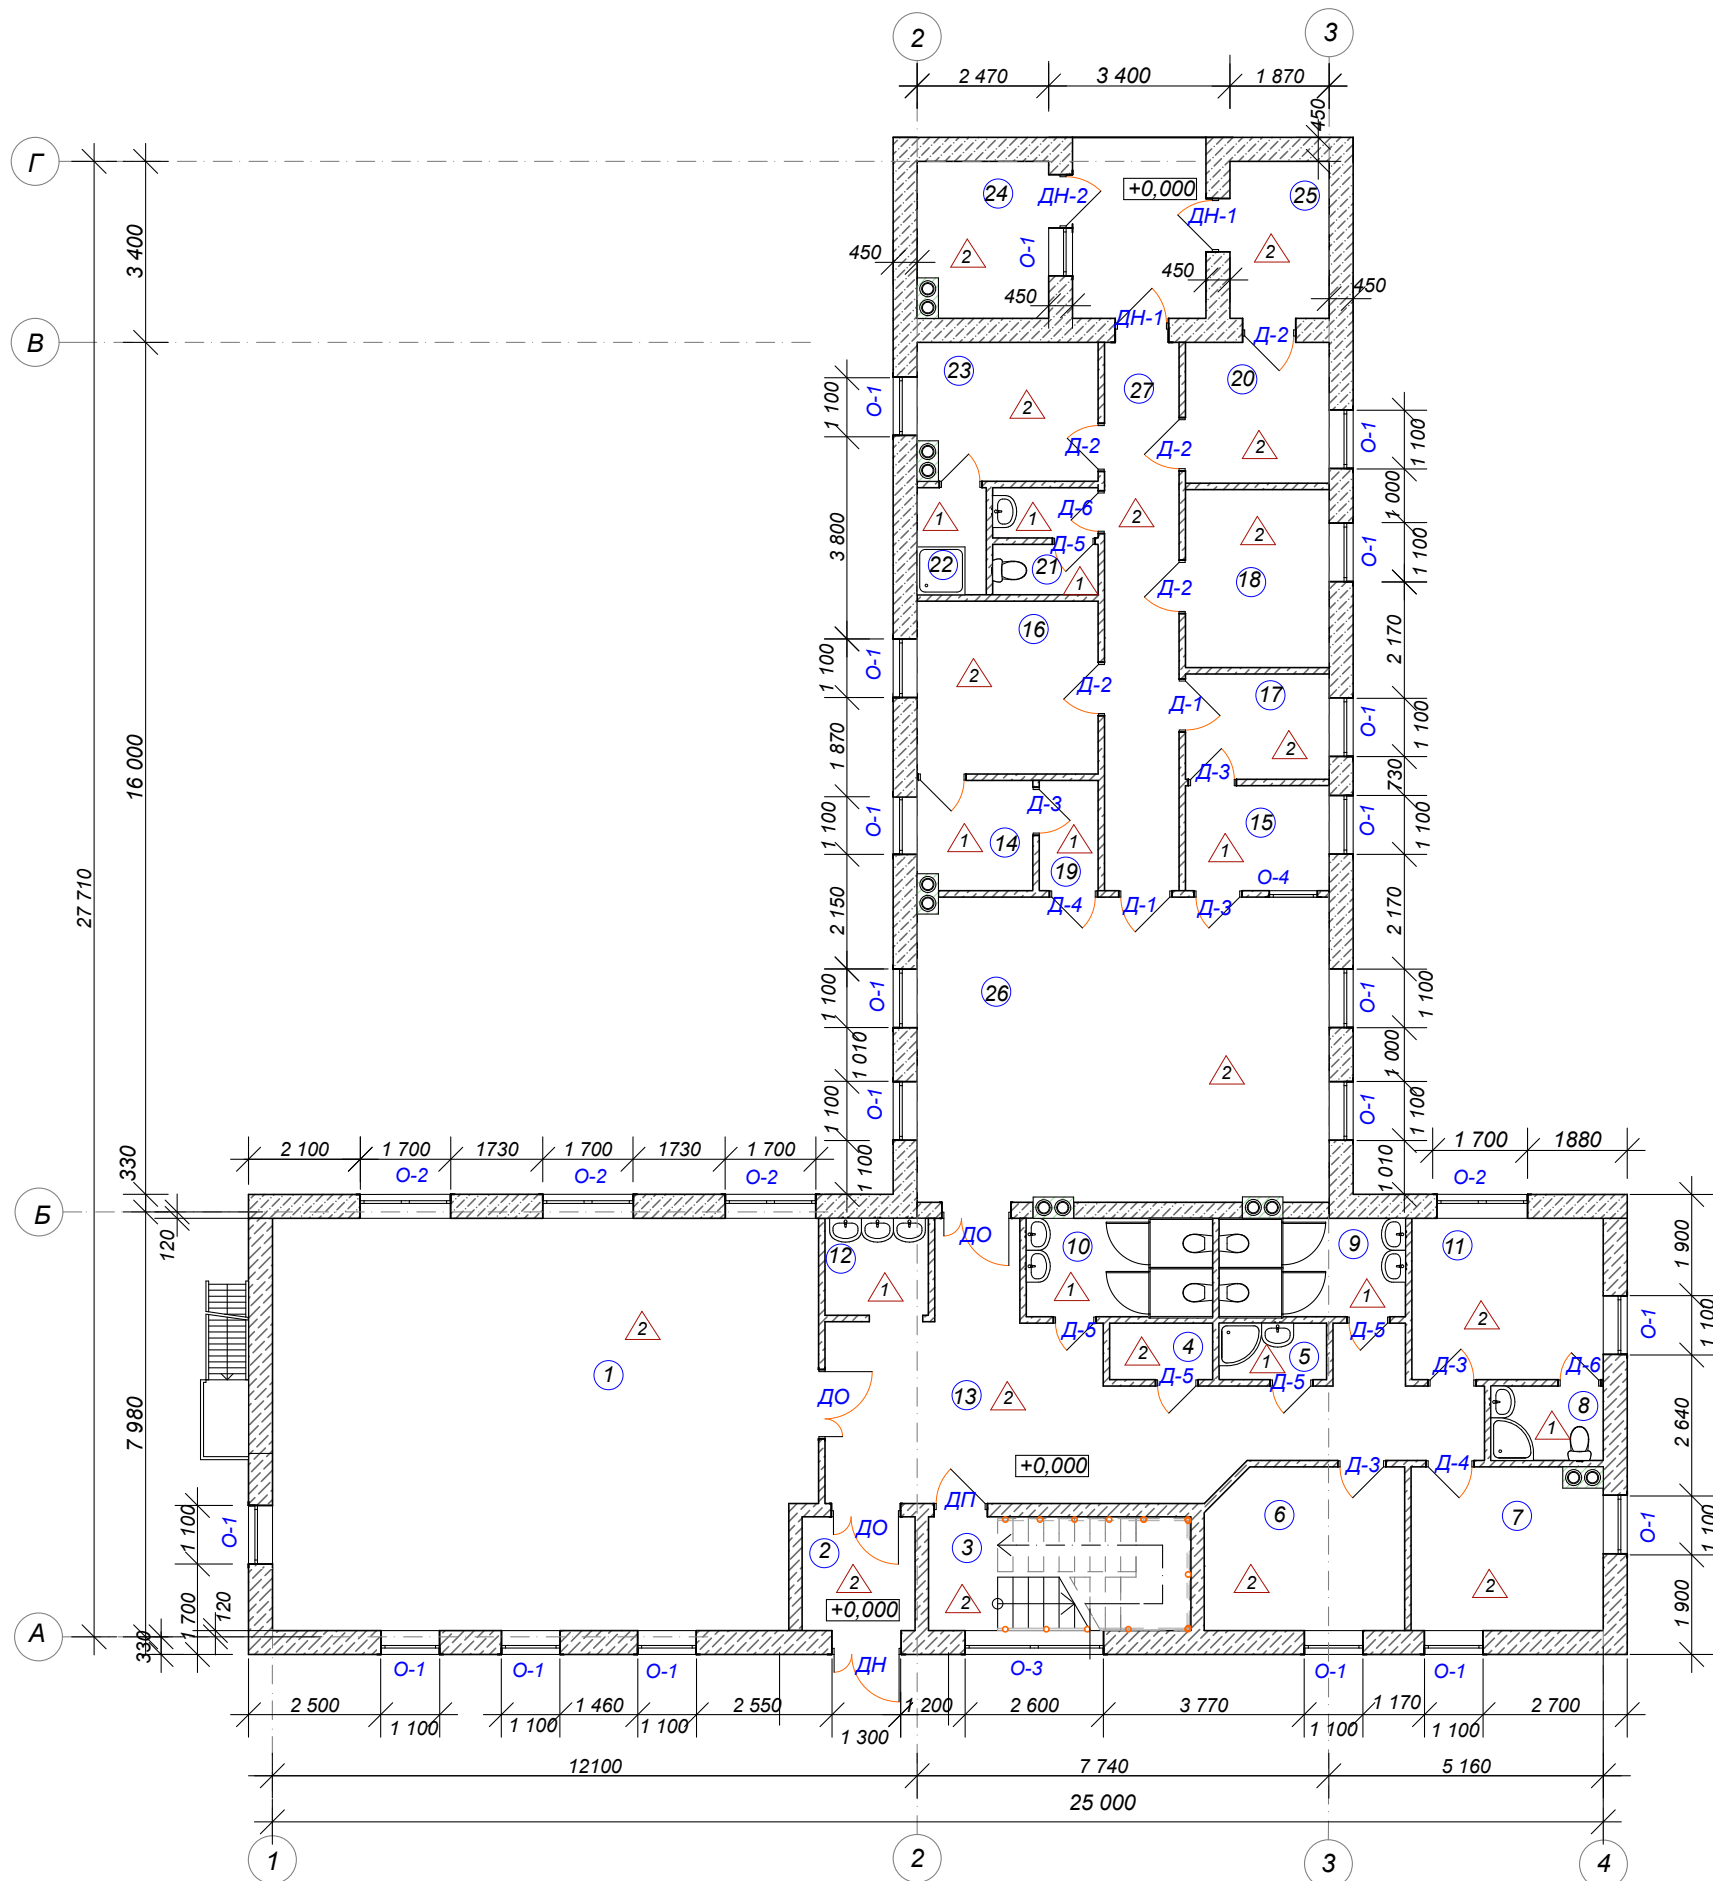 2
3
2 470
3 400
1 870
450
Г
24
ДН-2
+0,000
ДН-1
25
3 400
450
2
О-1
2
450
450
450
В
ДН-1
Д-2
23
27
20
1 100
О-1
2
О-1
1 100
Д-2
Д-2
2
1 000
1
1
Д-6
2
2
3 800
Д-5
О-1
1 100
22
21
1
Д-2
18
16
2 170
1 100
О-1
2
Д-2
17
Д-1
О-1
1 100
2
16 000
1 870
Д-3
730
Д-3
1 100
О-1
1
14
1
15
О-1
1 100
1
19
О-4
27 710
2 150
Д-4
Д-1
Д-3
2 170
26
1 100
О-1
О-1
1 100
1 010
2
1 000
1 100
О-1
О-1
1 100
2 100
1 700
1730
1 700
1730
1 700
1 700
1880
330
О-2
О-2
О-2
1 100
1 010
О-2
Б
120
ДО
12
10
9
11
1 900
1
1
1
2
2
Д-5
Д-5
О-1
1 100
1
2
4
1
5
Д-3
Д-6
ДО
13
2
Д-5
Д-5
8
7 980
1
2 640
+0,000
Д-3
Д-4
ДП
6
7
1 100
О-1
ДО
О-1
1 100
2
3
2
2
2
2
+0,000
1 700
120
1 900
А
330
О-1
О-1
О-1
ДН
О-3
О-1
О-1
2 500
1 100
1 100
1 460
1 100
2 550
1 300
1 200
2 600
3 770
1 100
1 170
1 100
2 700
12100
7 740
5 160
25 000
1
2
3
4